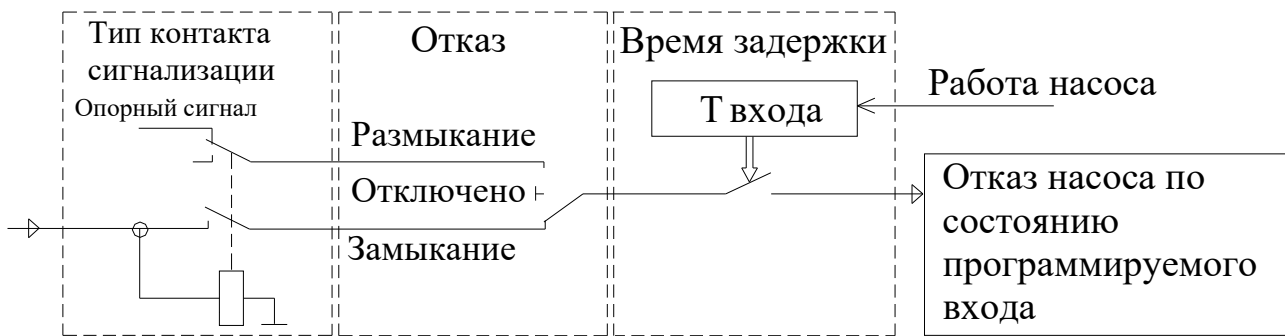 Тип контакта
сигнализации
Опорный сигнал
Отказ
Размыкание
Отключено
Замыкание
Время задержки
Т входа
Работа насоса
Отказ насоса по
состоянию
программируемого
входа